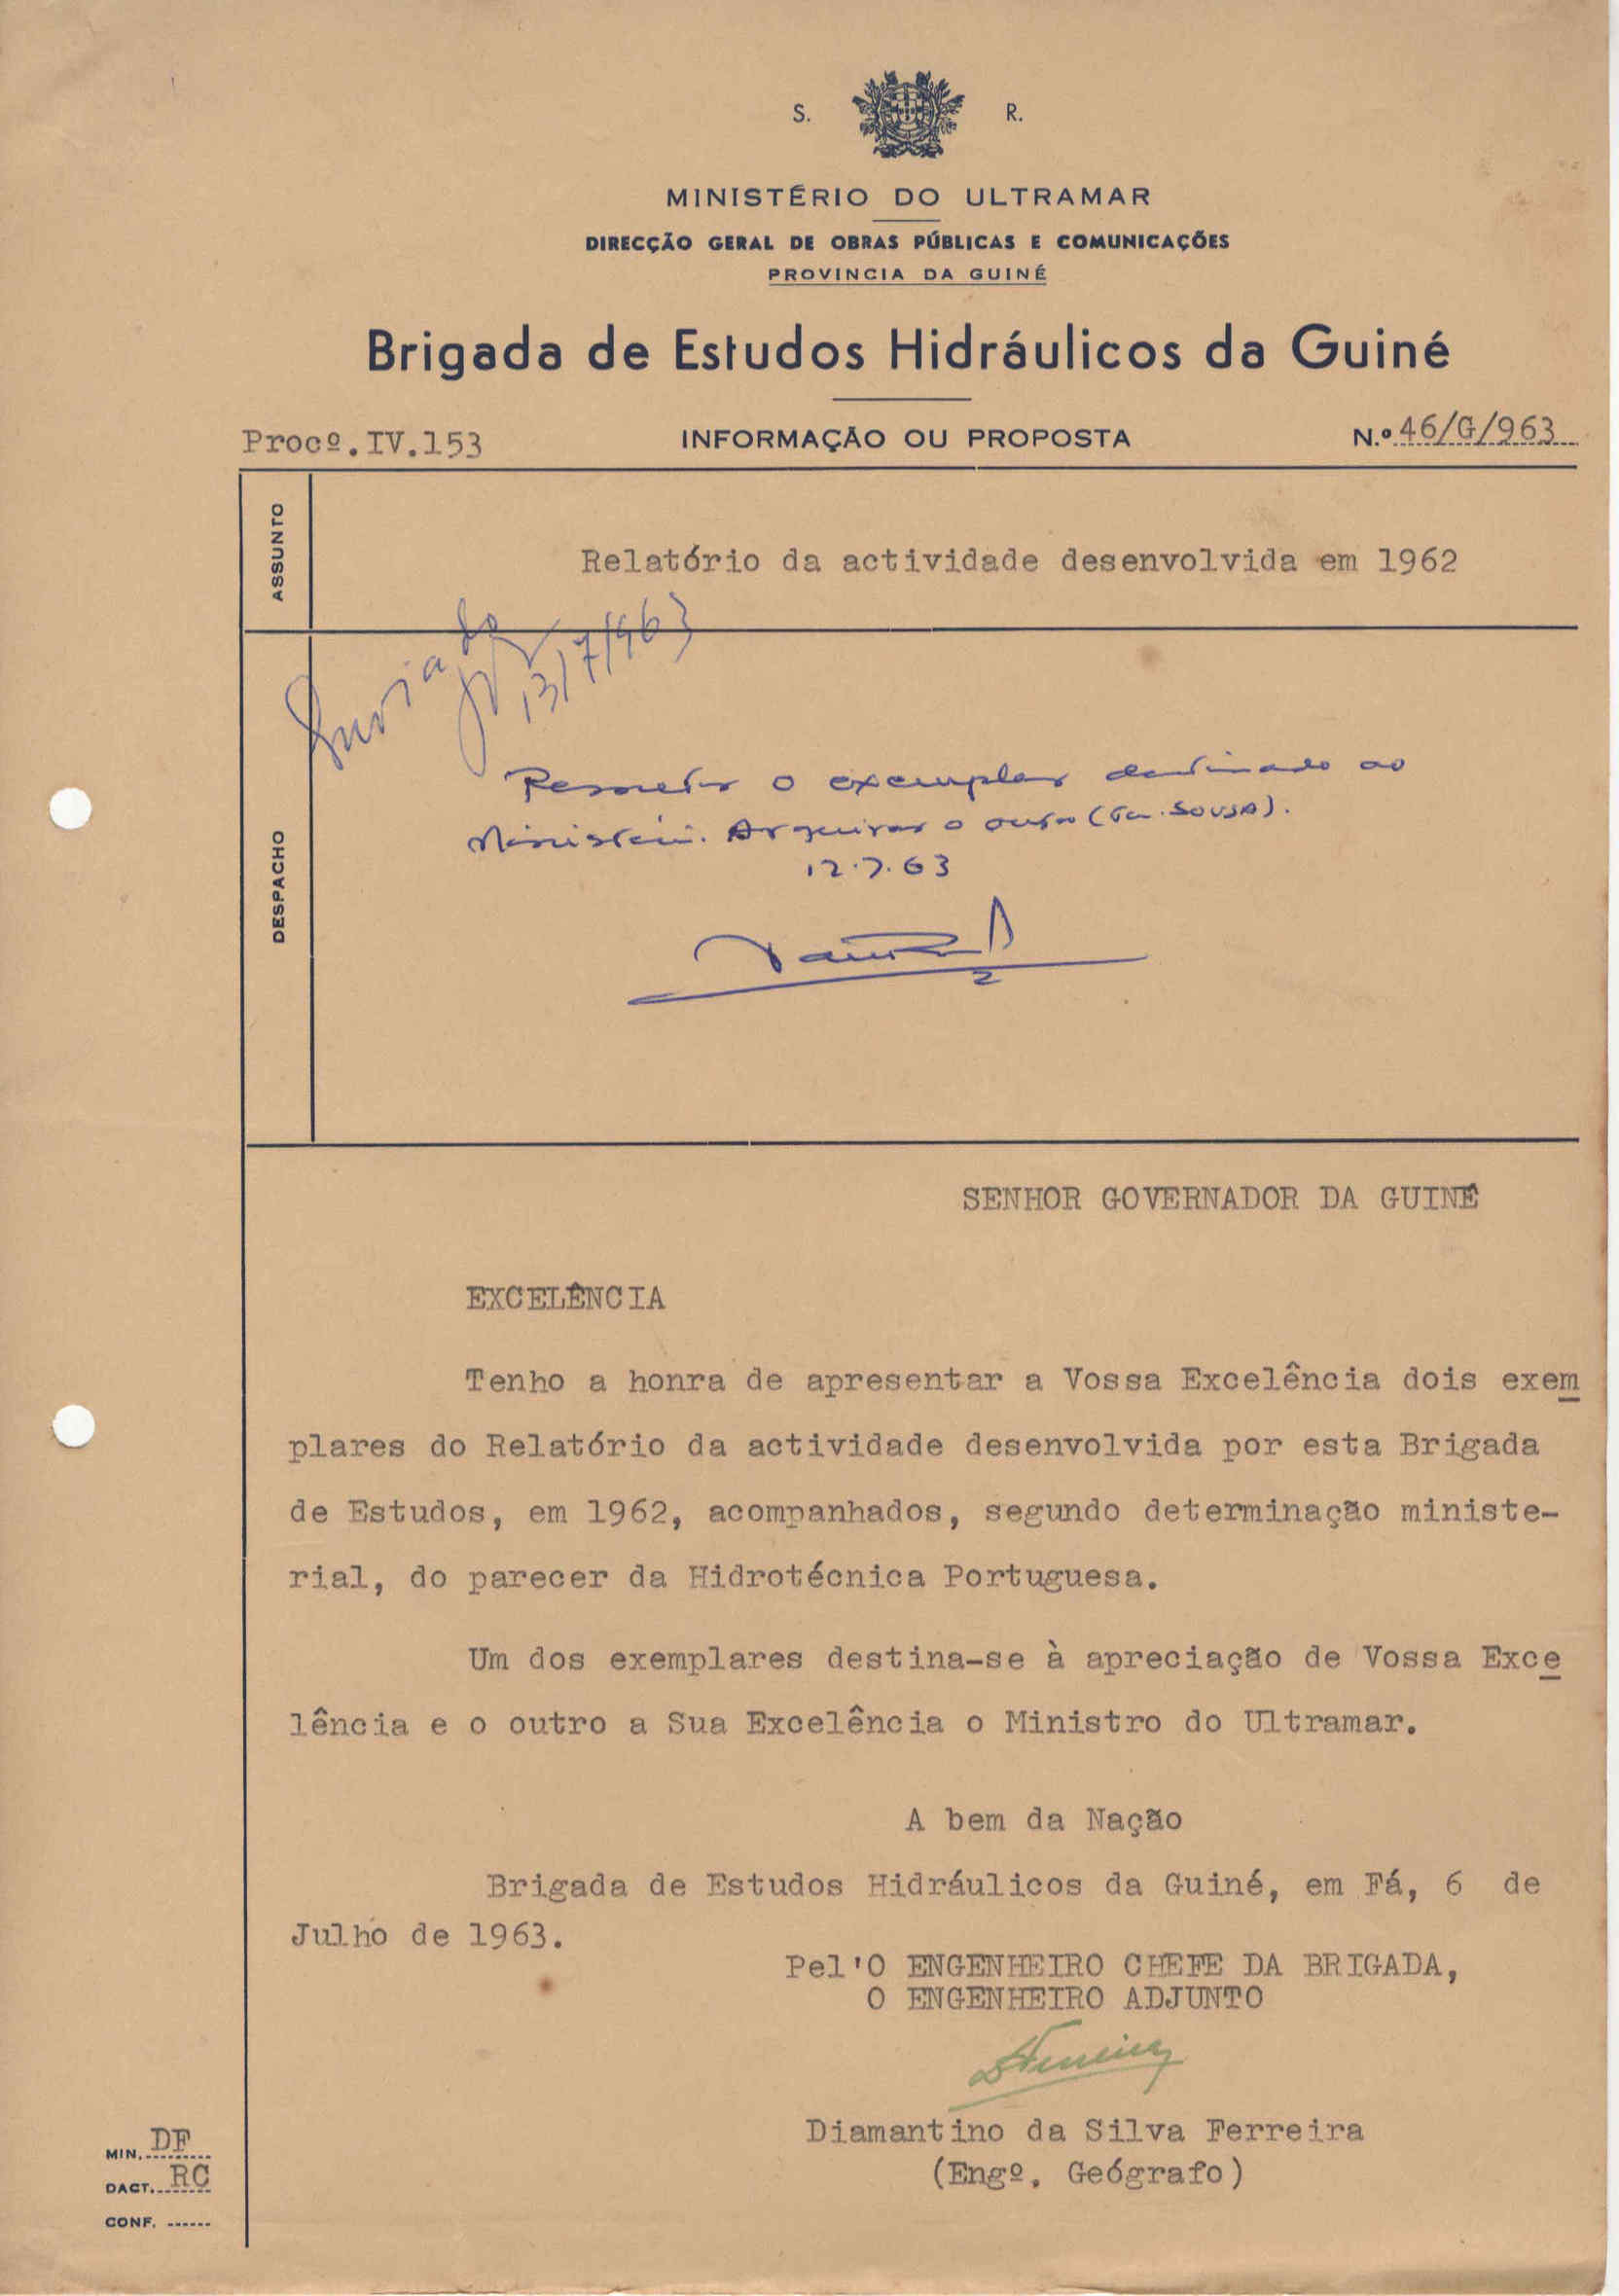 S. R.
MINISTÉRIO DO ULTRAMAR
DIRECÇÃO GERAL DE OBRAS PÚBLICAS E COMUNICAÇÕES
PROVINCIA DA GUINÉ
Brigada de Estudos Hidráulicos da Guiné
Procº.IV.153 INFORMAÇÃO OU PROPOSTA N.º 46/G/963
ASSUNTO
Relatório da actividade desenvolvida em 1962
Enviado
13/7/963
DESPACHO
Remeter o exemplar destinado ao
Ministério. Arquivar o outro (Gen. SOUSA).
12.7.63
SENHOR GOVERNADOR DA GUINÉ
EXCELÊNCIA
Tenho a honra de apresentar a Vossa Excelência dois exem
plares do Relatório da actividade desenvolvida por esta Brigada
de Estudos, em 1962, acompanhados, segundo determinação ministe-
rial, do parecer da Hidrotécnica Portuguesa.
Um dos exemplares destina-se à apreciação de Vossa Exce
lência e o outro a Sua Excelência o Ministro do Ultramar.
A bem da Nação
Brigada de Estudos Hidráulicos da Guiné, em Fá, 6 de
Julho de 1963.
Pel'O ENGENHEIRO CHEFE DA BRIGADA,
O ENGENHEIRO ADJUNTO
DFerreira
Diamantino da Silva Ferreira
(Engº. Geógrafo)
MIN. DF
DACT. RC
CONF. ......